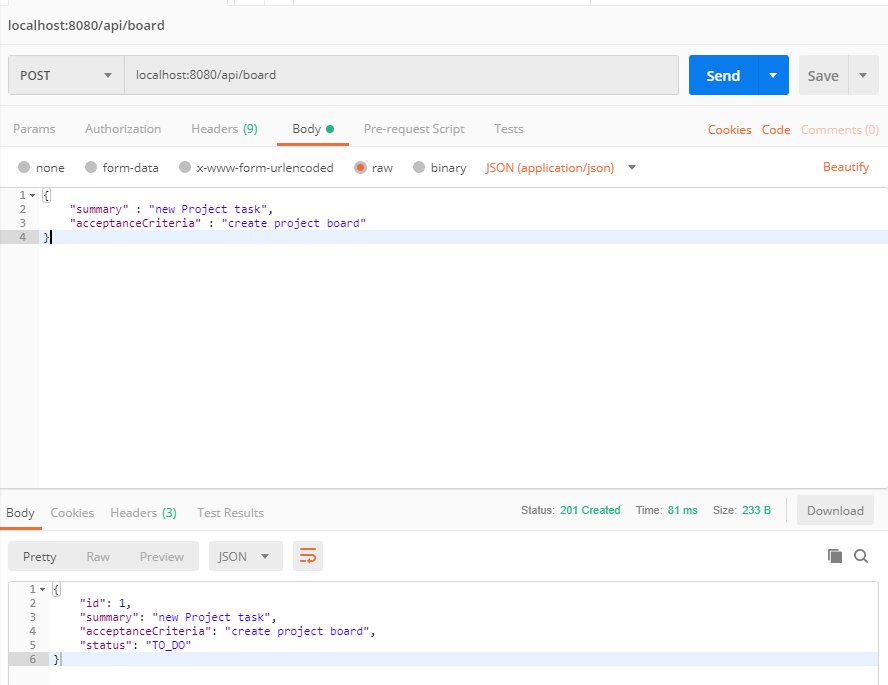 localhost:8080/api/board
POST localhost:8080/api/board Send Save
Params Authorization Headers (9) Body Pre-request Script Tests Cookies Code Comments (0)
none form-data x-www-form-urlencoded raw binary JSON (application/json) Beautify
1 {
2 "summary" : "new Project task",
3 "acceptanceCriteria" : "create project board"
4 }
Body Cookies Headers (3) Test Results Status: 201 Created Time: 81 ms Size: 233 B Download
Pretty Raw Preview JSON
1 {
2 "id": 1,
3 "summary": "new Project task",
4 "acceptanceCriteria": "create project board",
5 "status": "TO_DO"
6 }